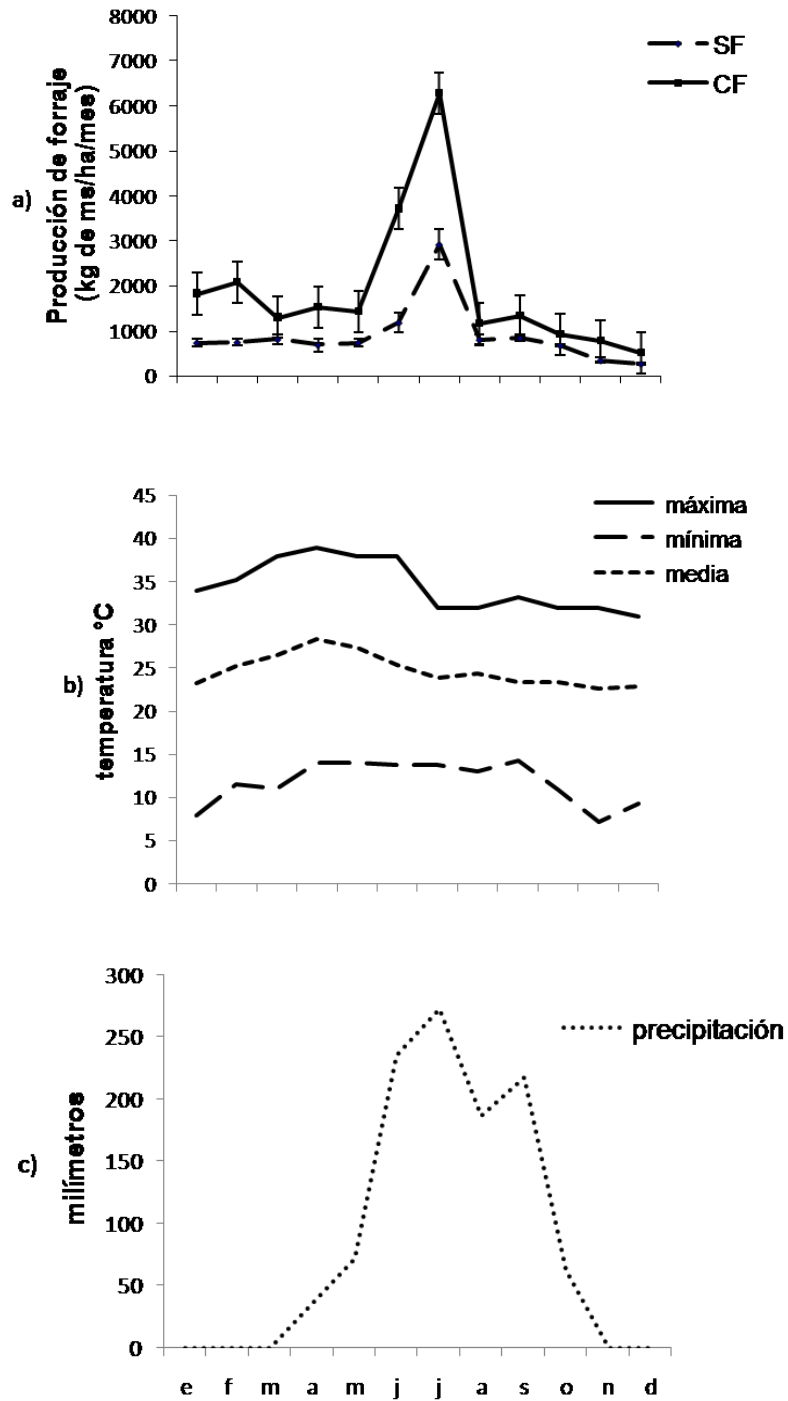 a)
Producción de forraje
(kg de ms/ha/mes)
8000
7000
6000
5000
4000
3000
2000
1000
0
SF
CF
b)
temperatura °C
45
40
35
30
25
20
15
10
5
0
máxima
mínima
media
c)
milímetros
300
250
200
150
100
50
0
precipitación
e f m a m j j a s o n d